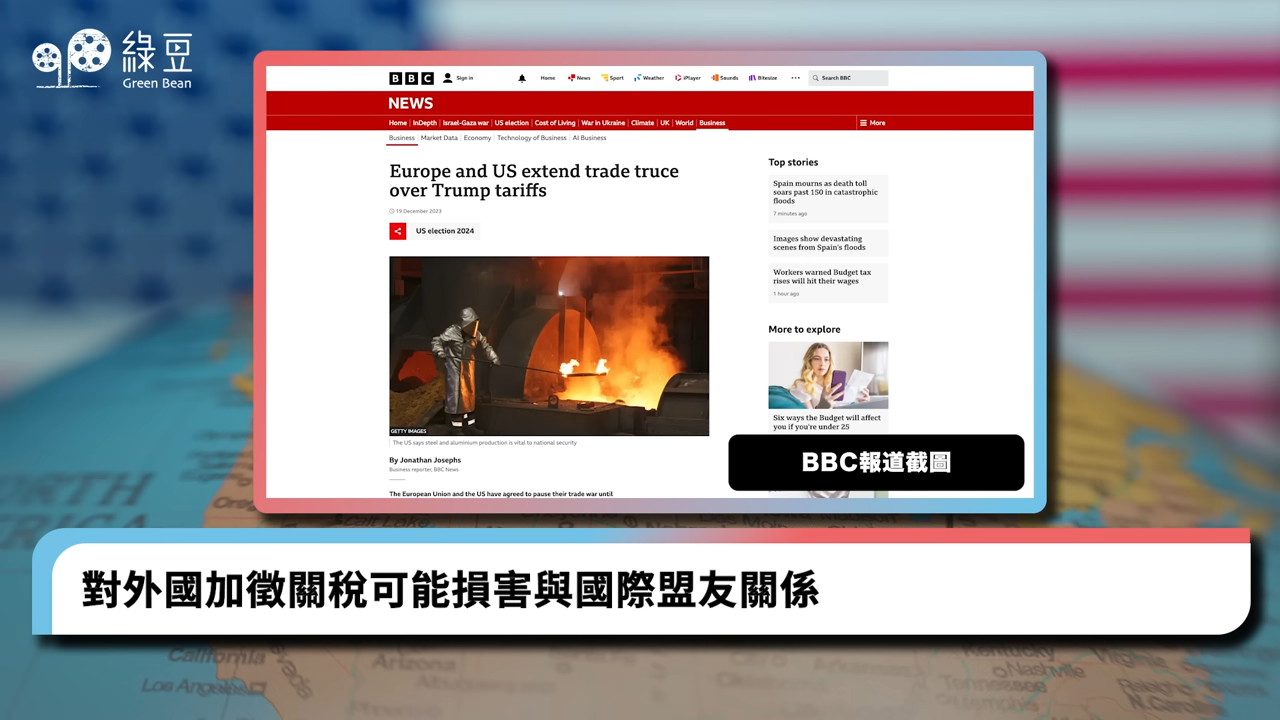 綠豆
Green Bean
BBC
Sign in
Home
News
Sport
Weather
iPlayer
Sounds
Bitesize
Search BBC
NEWS
Home | InDepth | Israel-Gaza war | US election | Cost of Living | War in Ukraine | Climate | UK | World | Business
More
Business | Market Data | Economy | Technology of Business | AI Business
Europe and US extend trade truce
over Trump tariffs
19 December 2023
US election 2024
GETTY IMAGES
The US says steel and aluminium production is vital to national security
By Jonathan Josephs
Business reporter, BBC News
The European Union and the US have agreed to pause their trade war until
Top stories
Spain mourns as death toll
soars past 150 in catastrophic
floods
7 minutes ago
Images show devastating
scenes from Spain's floods
Workers warned Budget tax
rises will hit their wages
1 hour ago
More to explore
Six ways the Budget will affect
you if you're under 25
BBC報道截圖
對外國加徵關稅可能損害與國際盟友關係
California
Los Angeles
Arizona
Kentucky
Nashville
Tennessee
N.Carol